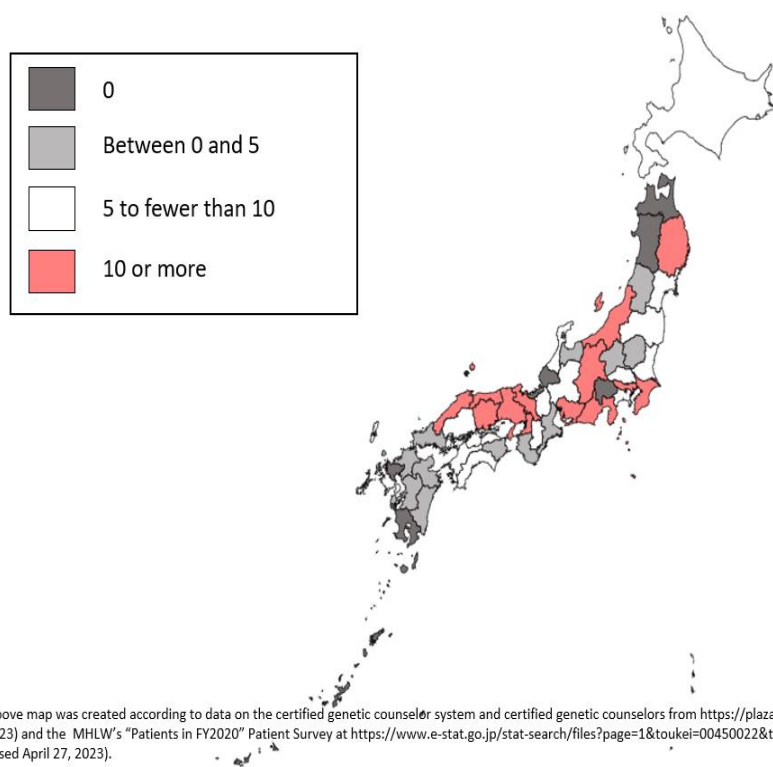 0
Between 0 and 5
5 to fewer than 10
10 or more
bove map was created according to data on the certified genetic counselor system and certified genetic counselors from https://plaza
23) and the MHLW's "Patients in FY2020" Patient Survey at https://www.e-stat.go.jp/stat-search/files?page=1&toukei=00450022&t
sed April 27, 2023).